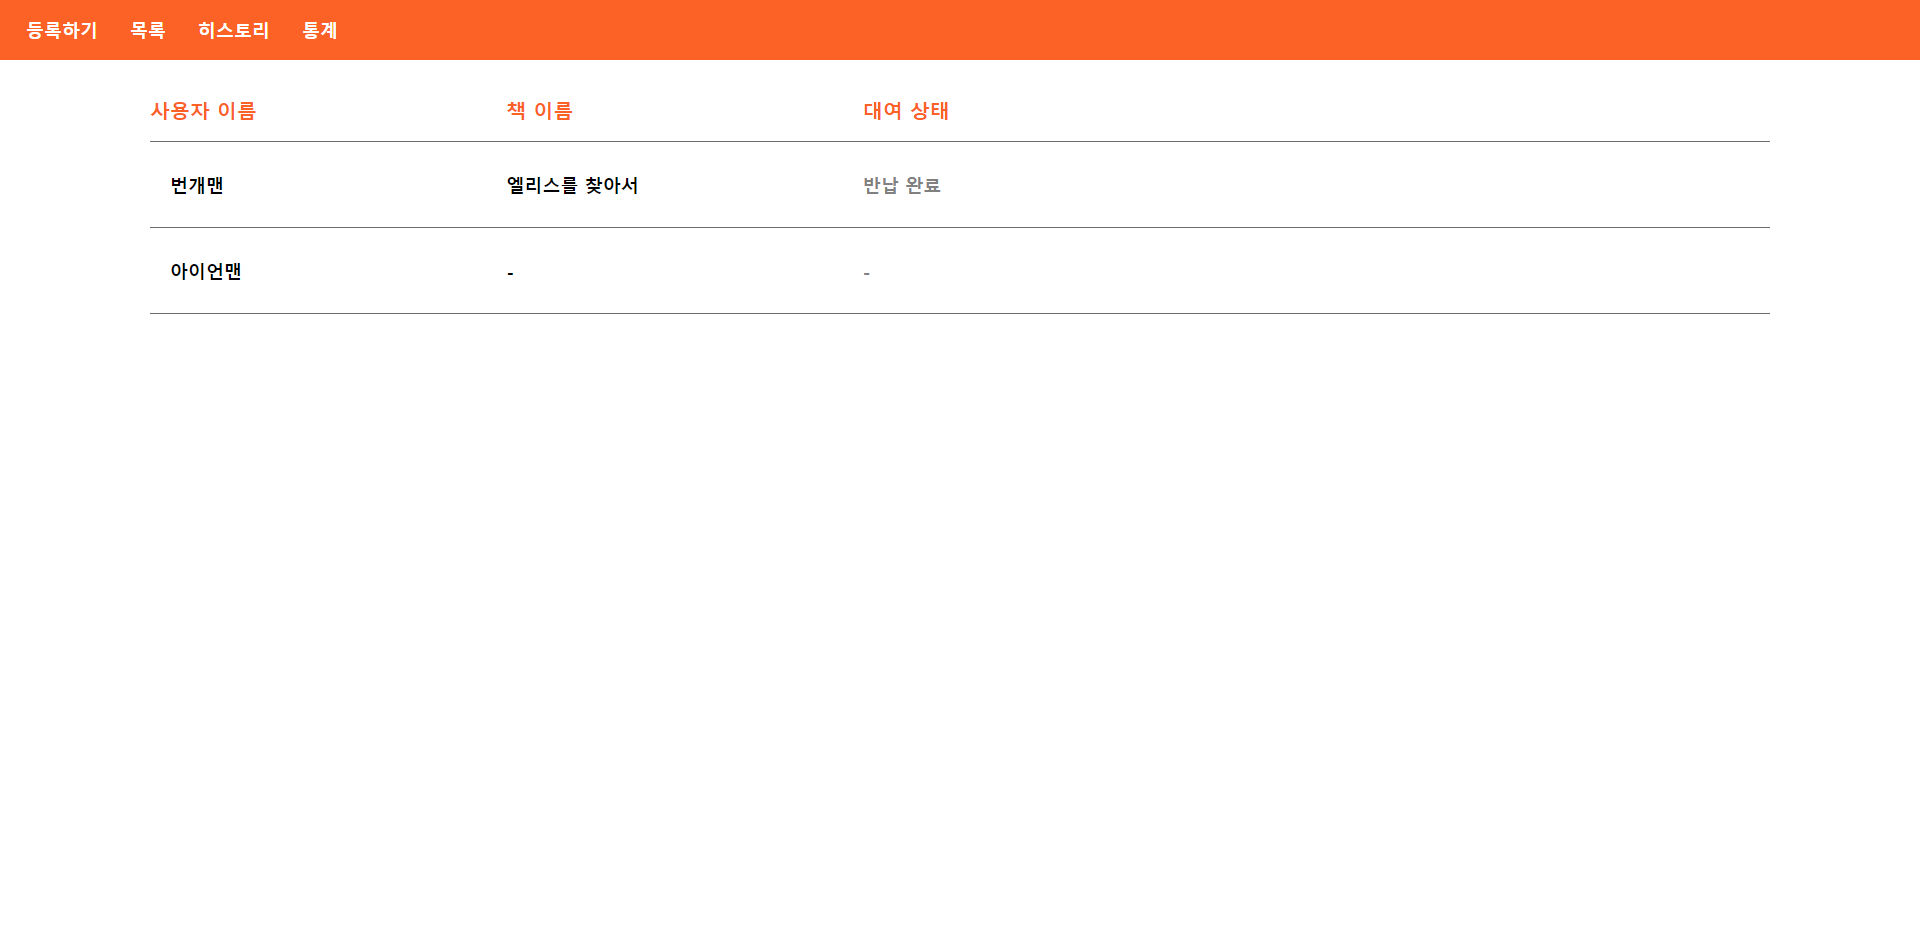 등록하기 목록 히스토리 통계
사용자 이름 책 이름 대여 상태
번개맨 엘리스를 찾아서 반납 완료
아이언맨 - -